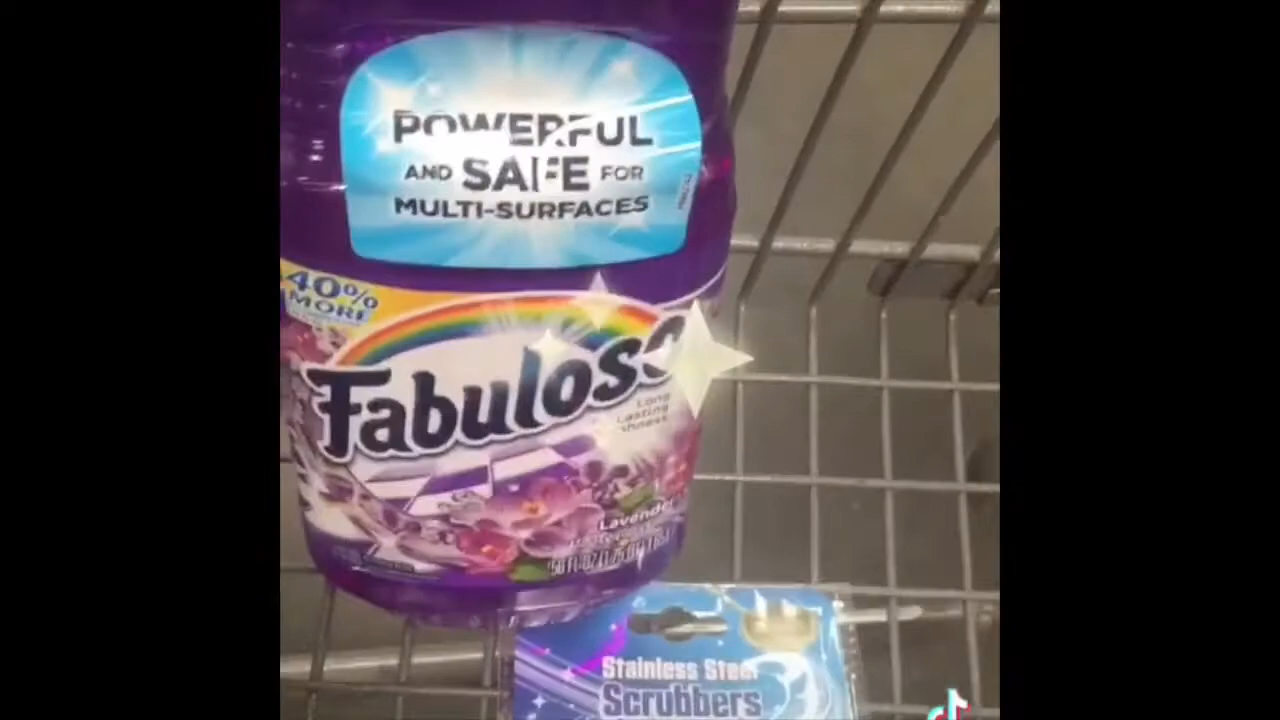 POWERFUL
AND SAFE FOR
MULTI-SURFACES
40%
MORE
Fabuloso
Long
Lasting
Lavender
Stainless Steel
Scrubbers